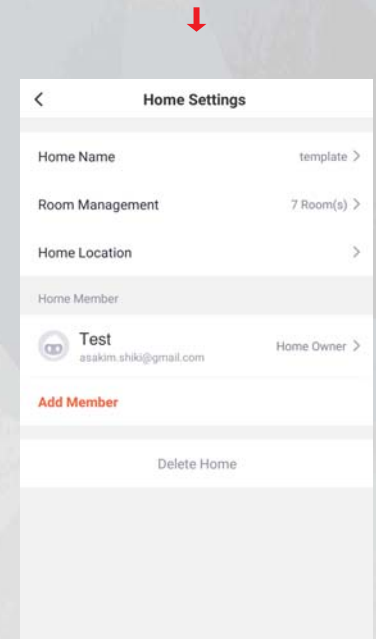 Home Settings
Home Name template
Room Management 7 Room(s)
Home Location
Home Member
Test
asakim.shiki@gmail.com
Home Owner
Add Member
Delete Home